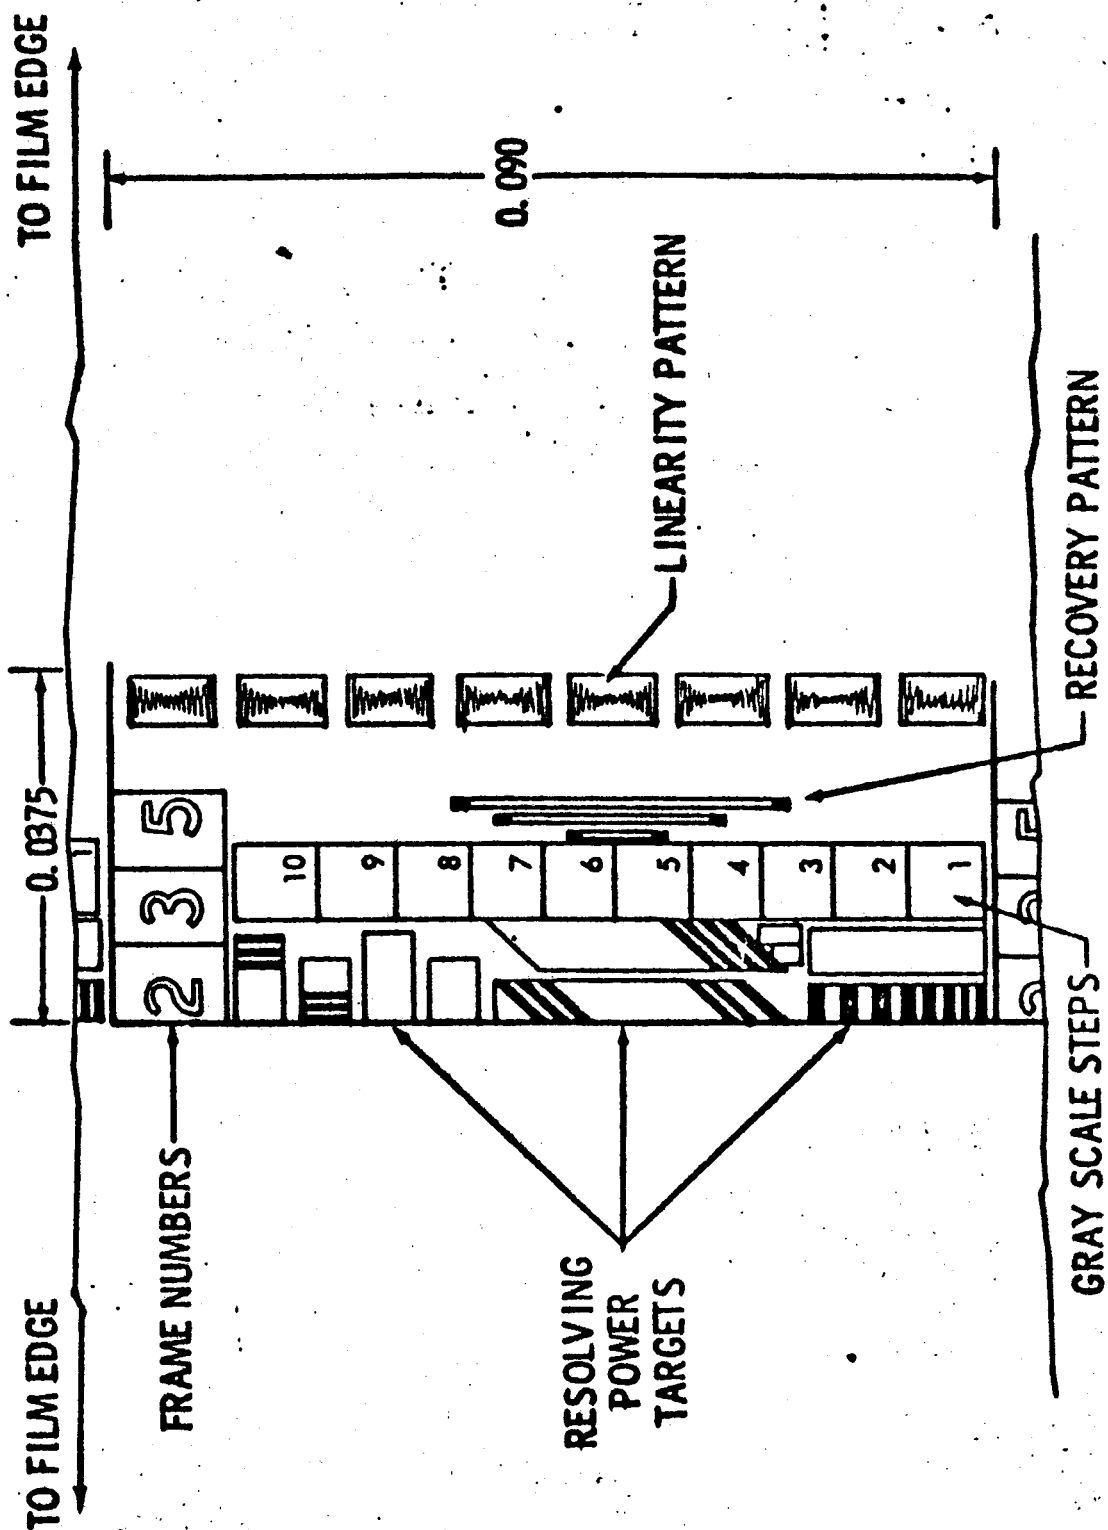 TO FILM EDGE
TO FILM EDGE
0.0375
0.090
FRAME NUMBERS
2 3 5
10
9
8
7
6
5
4
3
2
1
LINEARITY PATTERN
RECOVERY PATTERN
RESOLVING
POWER
TARGETS
GRAY SCALE STEPS